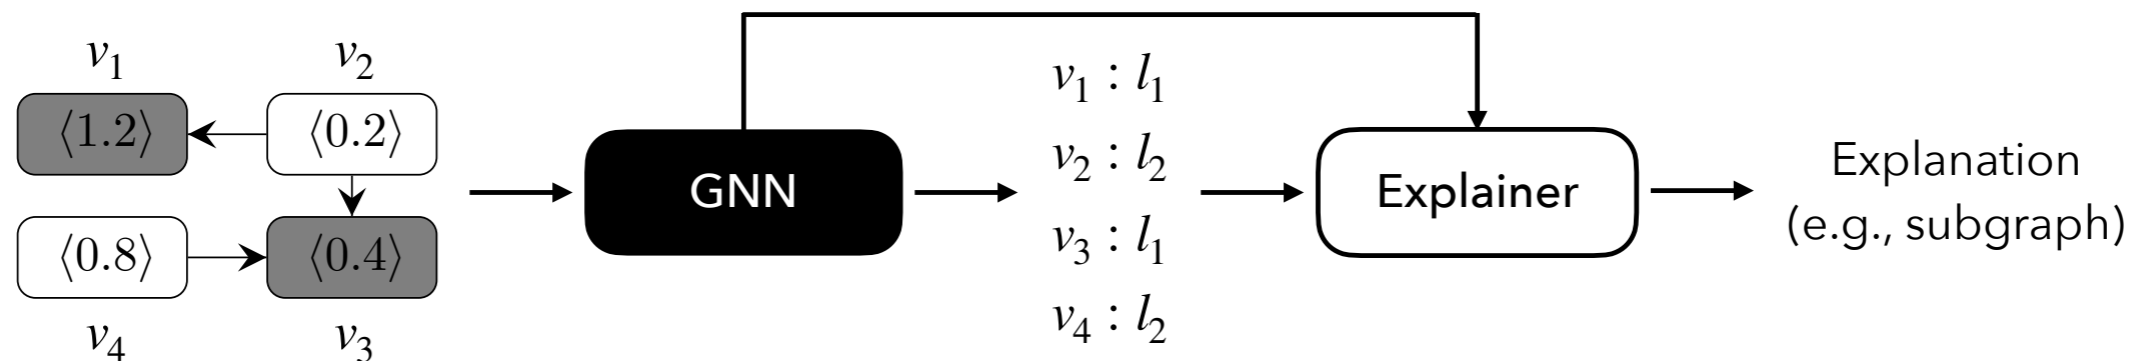 v₁ v₂
⟨1.2⟩ ⟨0.2⟩
⟨0.8⟩ ⟨0.4⟩
v₄ v₃
GNN
v₁ : l₁
v₂ : l₂
v₃ : l₁
v₄ : l₂
Explainer
Explanation
(e.g., subgraph)